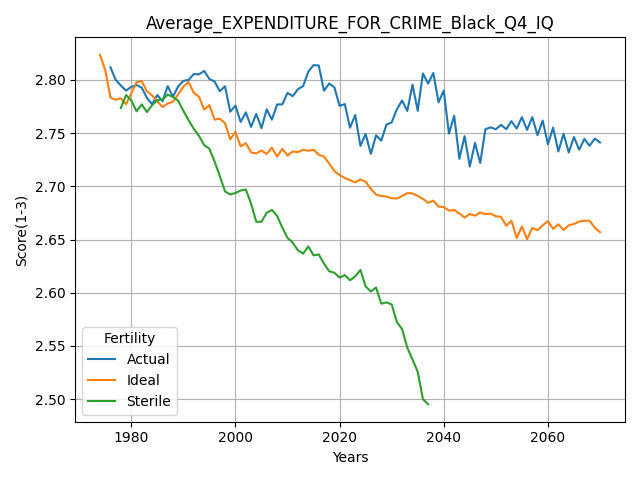 Average_EXPENDITURE_FOR_CRIME_Black_Q4_IQ
Score(1-3)
2.80
2.75
2.70
2.65
2.60
2.55
2.50
Fertility
Actual
Ideal
Sterile
1980 2000 2020 2040 2060
Years